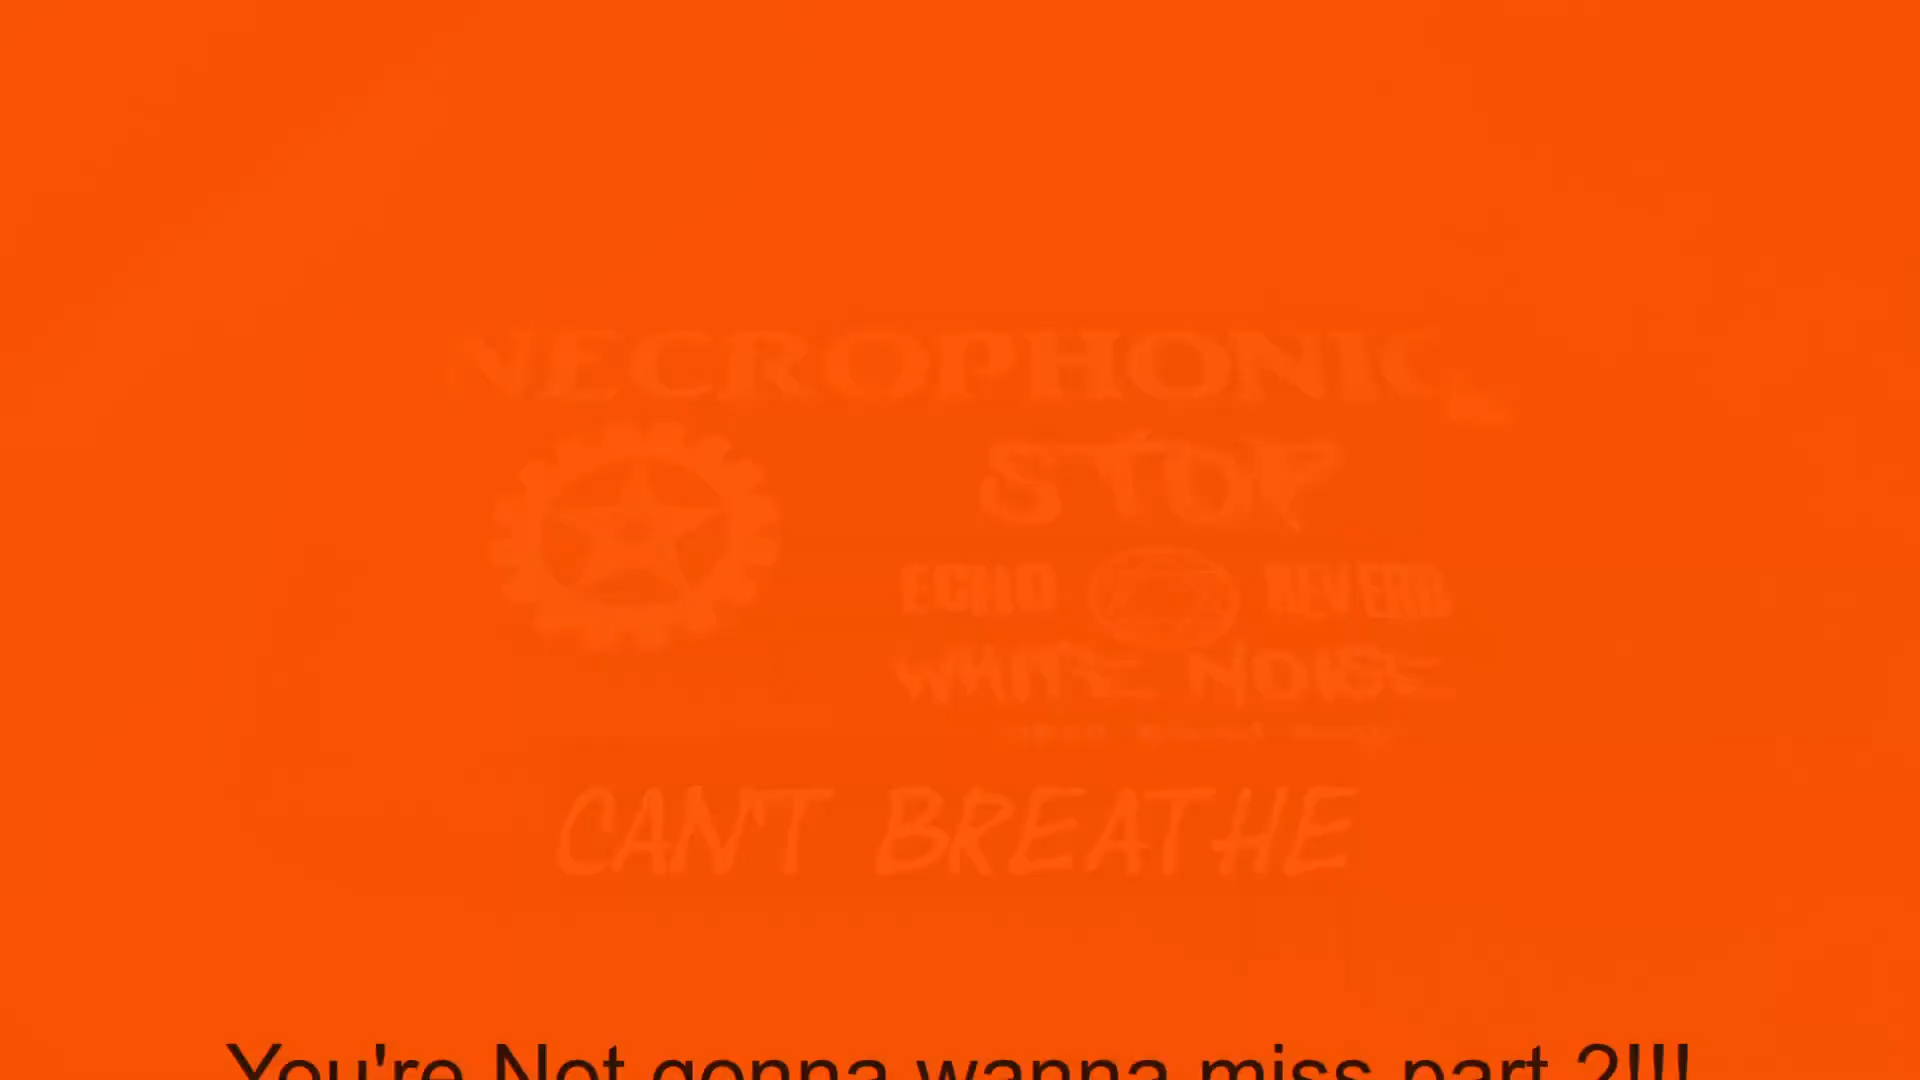 NECROPHONIC
STOP
ECHO REVERB
WHITE NOISE
CAN'T BREATHE
You're Not gonna wanna miss part 2!!!